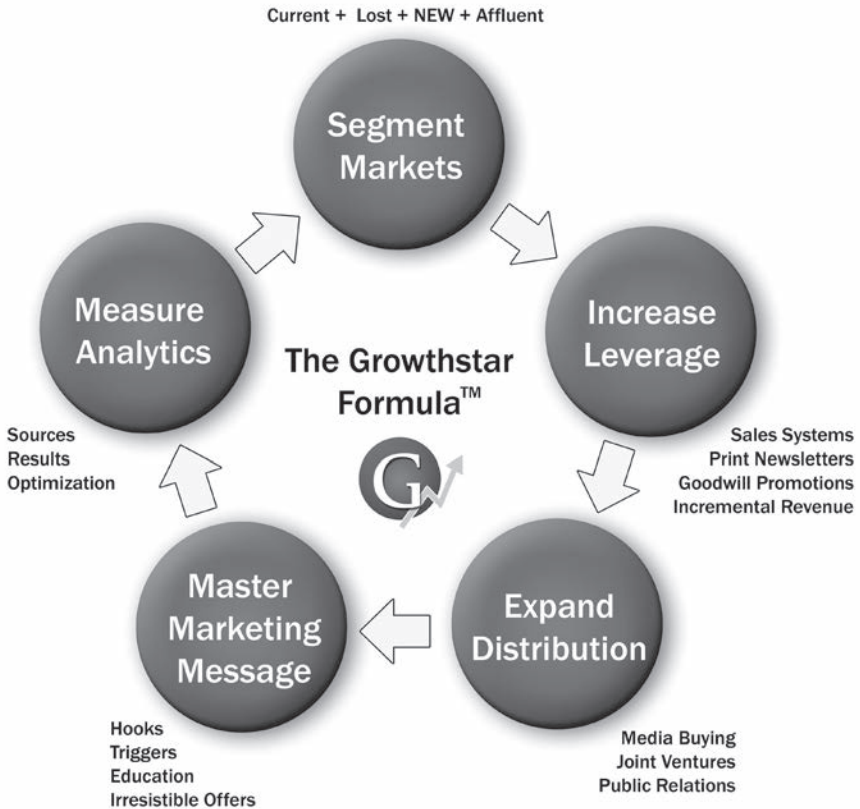 Current + Lost + NEW + Affluent
Segment
Markets
Increase
Leverage
Sales Systems
Print Newsletters
Goodwill Promotions
Incremental Revenue
Expand
Distribution
Media Buying
Joint Ventures
Public Relations
Master
Marketing
Message
Hooks
Triggers
Education
Irresistible Offers
Measure
Analytics
Sources
Results
Optimization
The Growthstar
Formula™
G